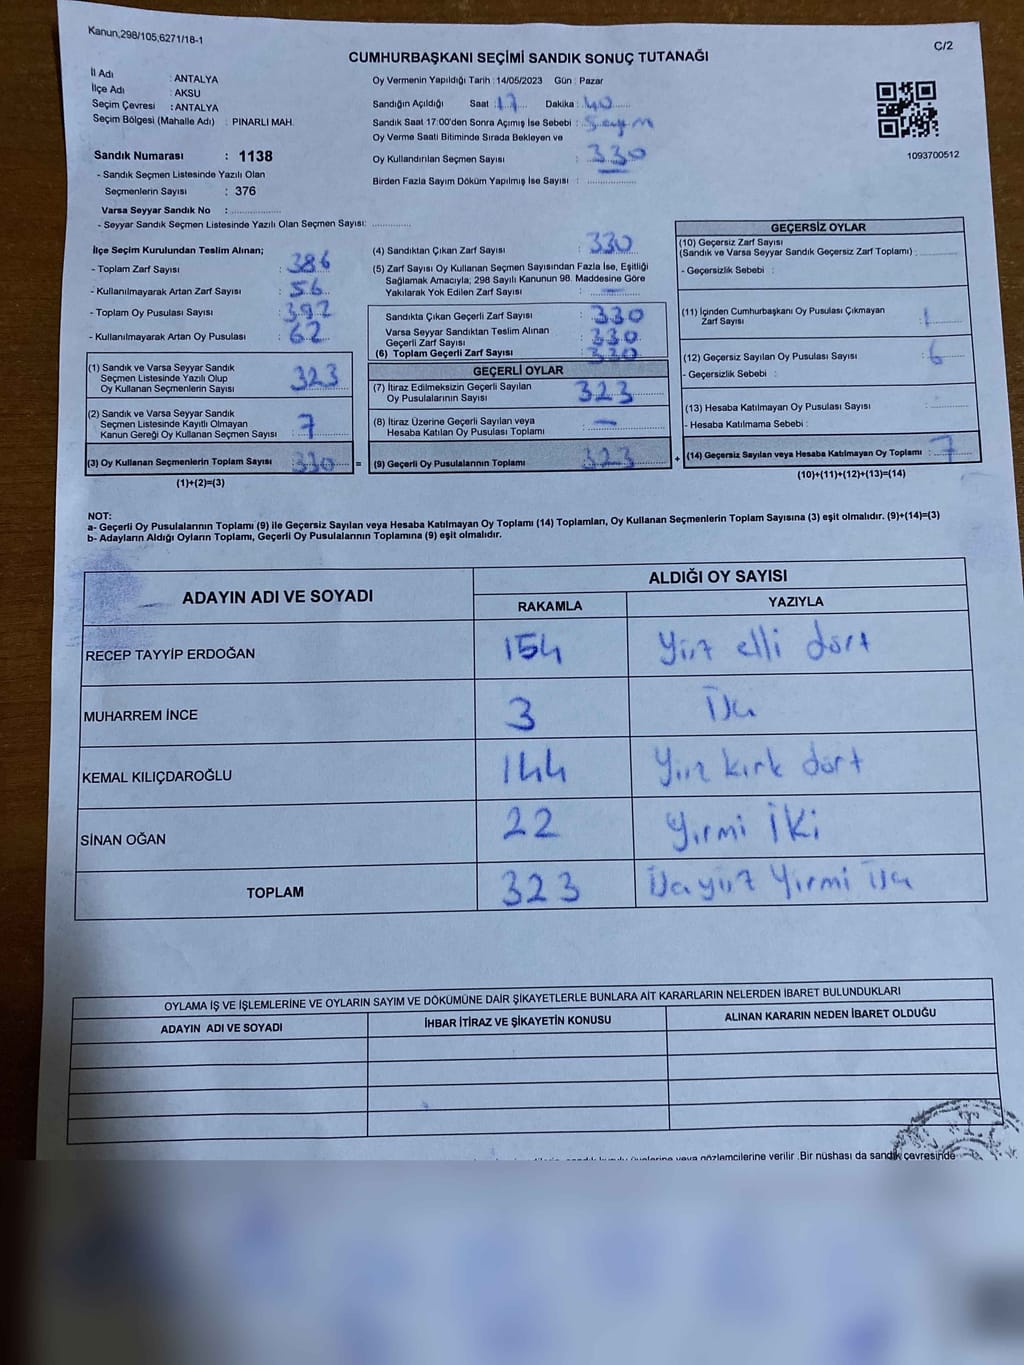 Kanun,298/105,6271/18-1
C/2
CUMHURBAŞKANI SEÇİMİ SANDIK SONUÇ TUTANAĞI
İl Adı : ANTALYA
İlçe Adı : AKSU
Seçim Çevresi : ANTALYA
Seçim Bölgesi (Mahalle Adı) : PINARLI MAH.
Oy Vermenin Yapıldığı Tarih : 14/05/2023 Gün : Pazar
Sandığın Açıldığı Saat : 17 Dakika : 40
Sandık Saat 17:00'den Sonra Açımış İse Sebebi : Sayım
Oy Verme Saati Bitiminde Sırada Bekleyen ve
Oy Kullandırılan Seçmen Sayısı : 330
Birden Fazla Sayım Döküm Yapılmış İse Sayısı :
1093700512
Sandık Numarası : 1138
- Sandık Seçmen Listesinde Yazılı Olan
Seçmenlerin Sayısı : 376
Varsa Seyyar Sandık No :
- Seyyar Sandık Seçmen Listesinde Yazılı Olan Seçmen Sayısı:
İlçe Seçim Kurulundan Teslim Alınan;
- Toplam Zarf Sayısı : 386
- Kullanılmayarak Artan Zarf Sayısı : 56
- Toplam Oy Pusulası Sayısı : 392
- Kullanılmayarak Artan Oy Pusulası : 62
(1) Sandık ve Varsa Seyyar Sandık
Seçmen Listesinde Yazılı Olup
Oy Kullanan Seçmenlerin Sayısı : 323
(2) Sandık ve Varsa Seyyar Sandık
Seçmen Listesinde Kayıtlı Olmayan
Kanun Gereği Oy Kullanan Seçmen Sayısı : 7
(3) Oy Kullanan Seçmenlerin Toplam Sayısı : 330 =
(1)+(2)=(3)
(4) Sandıktan Çıkan Zarf Sayısı : 330
(5) Zarf Sayısı Oy Kullanan Seçmen Sayısından Fazla İse, Eşitliği
Sağlamak Amacıyla; 298 Sayılı Kanunun 98. Maddesine Göre
Yakılarak Yok Edilen Zarf Sayısı : —
Sandıkta Çıkan Geçerli Zarf Sayısı : 330
Varsa Seyyar Sandıktan Teslim Alınan
Geçerli Zarf Sayısı : 330
(6) Toplam Geçerli Zarf Sayısı : 330
GEÇERLİ OYLAR
(7) İtiraz Edilmeksizin Geçerli Sayılan
Oy Pusulalarının Sayısı : 323
(8) İtiraz Üzerine Geçerli Sayılan veya
Hesaba Katılan Oy Pusulası Toplamı : —
(9) Geçerli Oy Pusulalarının Toplamı : 323 +
GEÇERSİZ OYLAR
(10) Geçersiz Zarf Sayısı
(Sandık ve Varsa Seyyar Sandık Geçersiz Zarf Toplamı) :
- Geçersizlik Sebebi :
(11) İçinden Cumhurbaşkanı Oy Pusulası Çıkmayan
Zarf Sayısı : 1
(12) Geçersiz Sayılan Oy Pusulası Sayısı : 6
- Geçersizlik Sebebi :
(13) Hesaba Katılmayan Oy Pusulası Sayısı :
- Hesaba Katılmama Sebebi :
(14) Geçersiz Sayılan veya Hesaba Katılmayan Oy Toplamı : 7
(10)+(11)+(12)+(13)=(14)
NOT:
a- Geçerli Oy Pusulalarının Toplamı (9) ile Geçersiz Sayılan veya Hesaba Katılmayan Oy Toplamı (14) Toplamları, Oy Kullanan Seçmenlerin Toplam Sayısına (3) eşit olmalıdır. (9)+(14)=(3)
b- Adayların Aldığı Oyların Toplamı, Geçerli Oy Pusulalarının Toplamına (9) eşit olmalıdır.
ADAYIN ADI VE SOYADI ALDIĞI OY SAYISI
RAKAMLA YAZIYLA
RECEP TAYYİP ERDOĞAN 154 Yüz elli dört
MUHARREM İNCE 3 Üç
KEMAL KILIÇDAROĞLU 144 Yüz kırk dört
SİNAN OĞAN 22 Yirmi İki
TOPLAM 323 Üçyüz Yirmi Üç
OYLAMA İŞ VE İŞLEMLERİNE VE OYLARIN SAYIM VE DÖKÜMÜNE DAİR ŞİKAYETLERLE BUNLARA AİT KARARLARIN NELERDEN İBARET BULUNDUKLARI
ADAYIN ADI VE SOYADI İHBAR İTİRAZ VE ŞİKAYETİN KONUSU ALINAN KARARIN NEDEN İBARET OLDUĞU
T.C.
veya gözlemcilerine verilir .Bir nüshası da sandık çevresinde